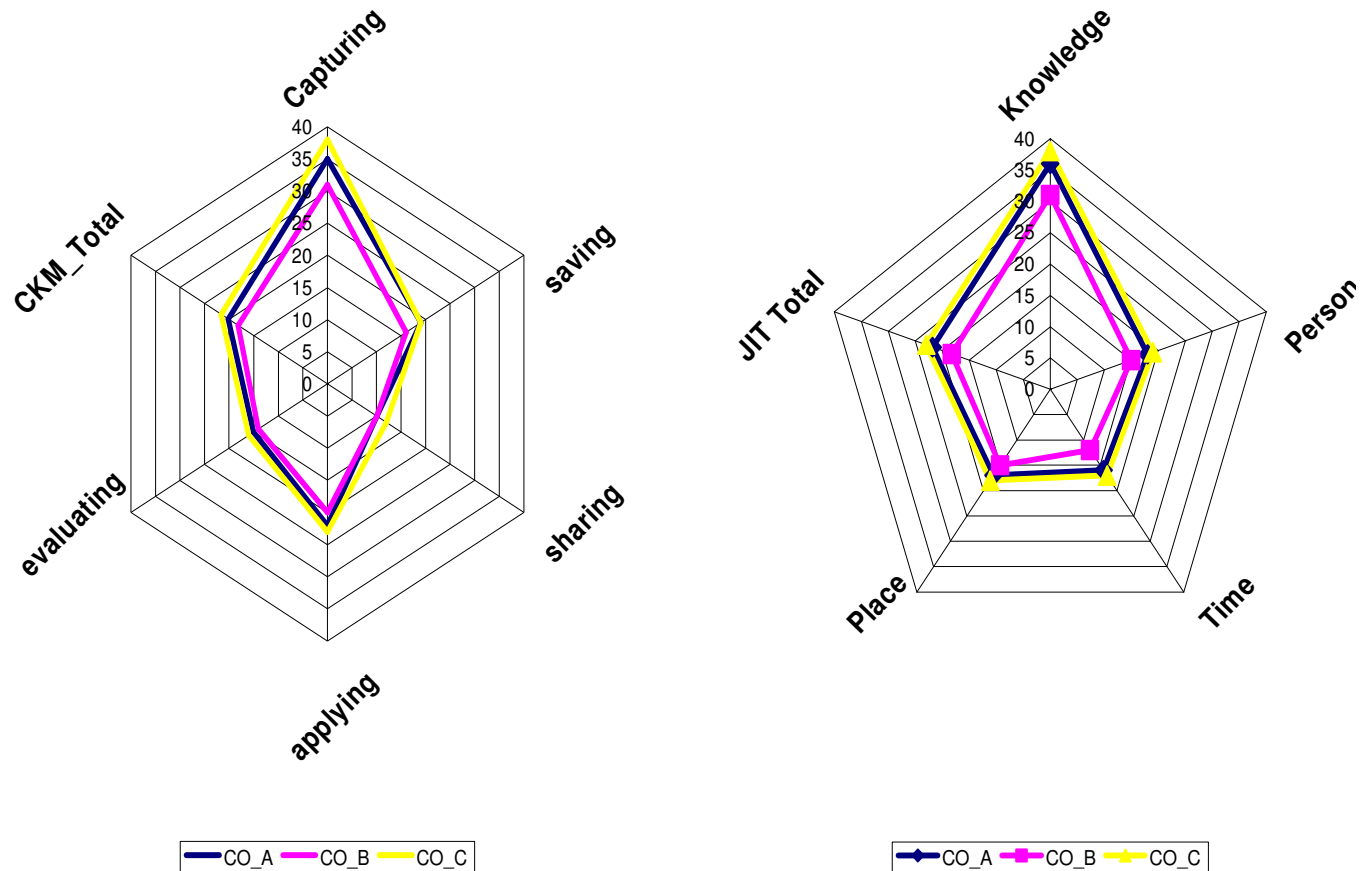 Capturing
saving
sharing
applying
evaluating
CKM_Total
40
35
30
25
20
15
10
5
0
CO_A CO_B CO_C
Knowledge
Person
Time
Place
JIT Total
40
35
30
25
20
15
10
5
0
CO_A CO_B CO_C